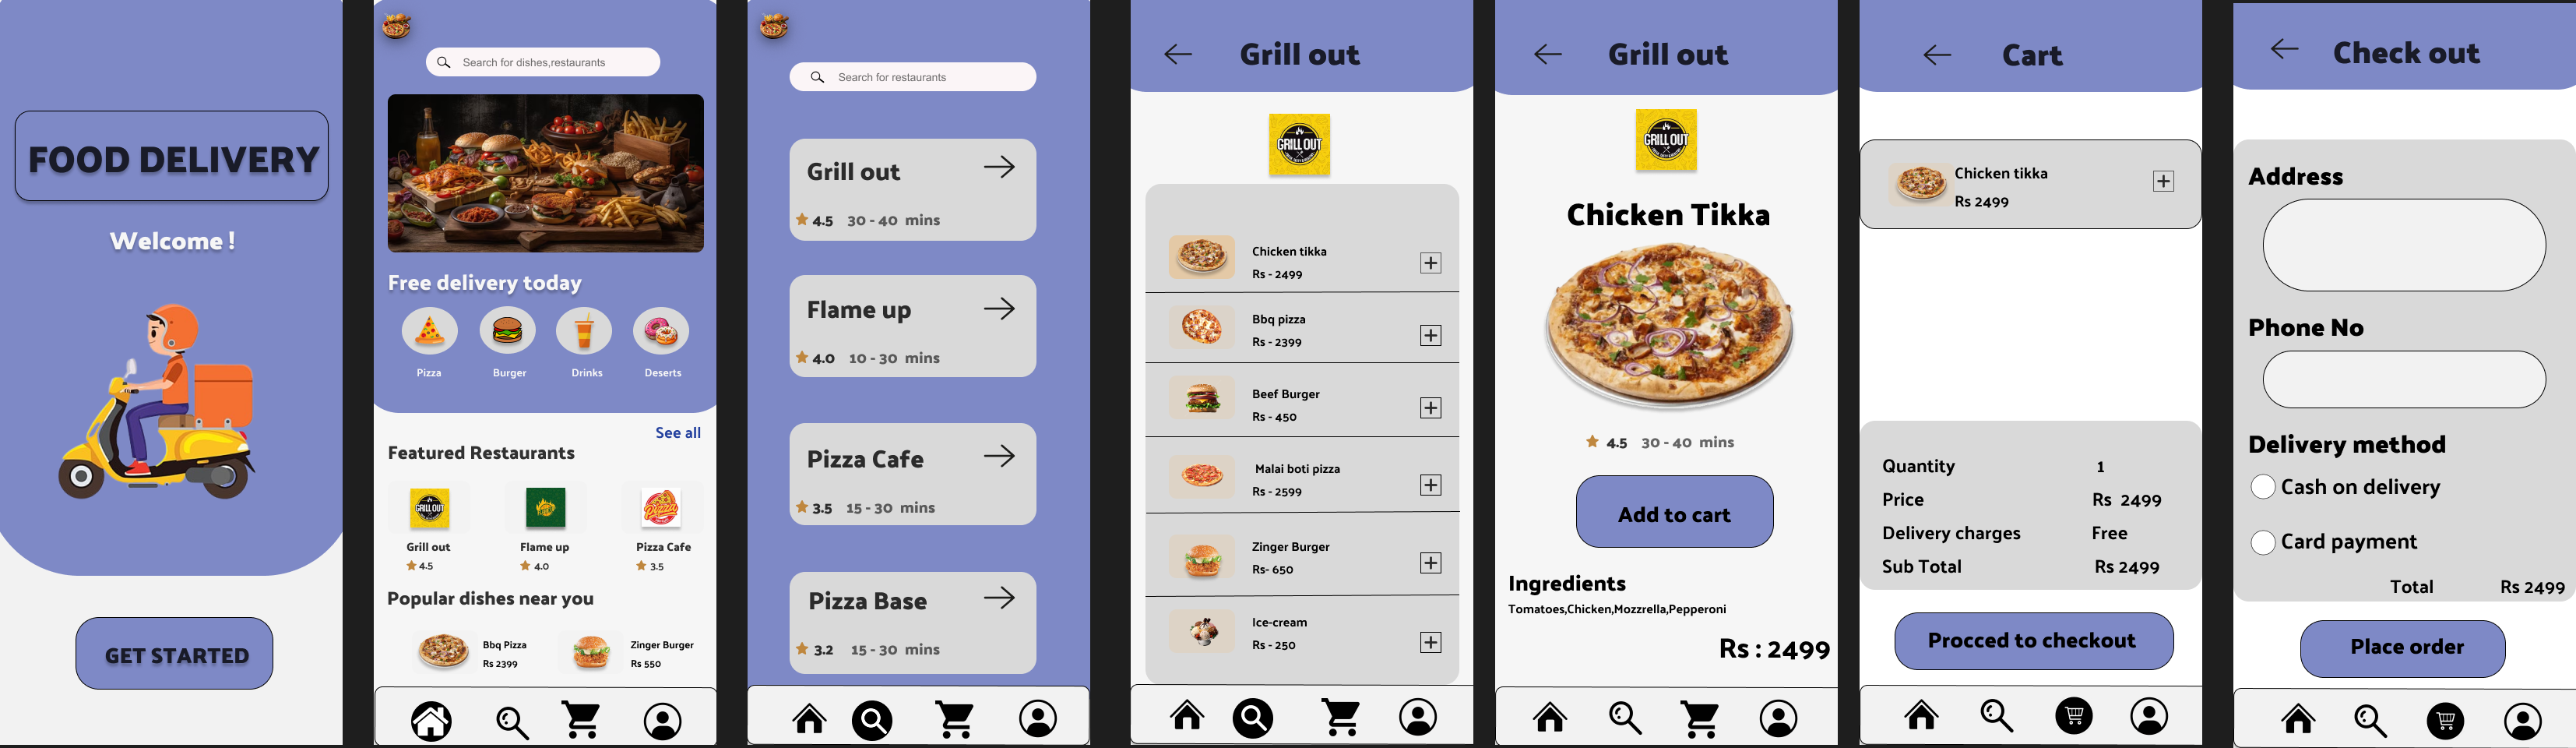 FOOD DELIVERY
Welcome !
GET STARTED
Search for dishes,restaurants
Free delivery today
Pizza Burger Drinks Deserts
See all
Featured Restaurants
GRILL OUT
Pizza
Grill out Flame up Pizza Cafe
4.5 4.0 3.5
Popular dishes near you
Bbq Pizza Zinger Burger
Rs 2399 Rs 550
Search for restaurants
Grill out
4.5 30 - 40 mins
Flame up
4.0 10 - 30 mins
Pizza Cafe
3.5 15 - 30 mins
Pizza Base
3.2 15 - 30 mins
Grill out
GRILL OUT
Chicken tikka
Rs - 2499
Bbq pizza
Rs - 2399
Beef Burger
Rs - 450
Malai boti pizza
Rs - 2599
Zinger Burger
Rs- 650
Ice-cream
Rs - 250
Grill out
GRILL OUT
Chicken Tikka
4.5 30 - 40 mins
Add to cart
Ingredients
Tomatoes,Chicken,Mozzrella,Pepperoni
Rs : 2499
Cart
Chicken tikka
Rs 2499
Quantity 1
Price Rs 2499
Delivery charges Free
Sub Total Rs 2499
Procced to checkout
Check out
Address
Phone No
Delivery method
Cash on delivery
Card payment
Total Rs 2499
Place order